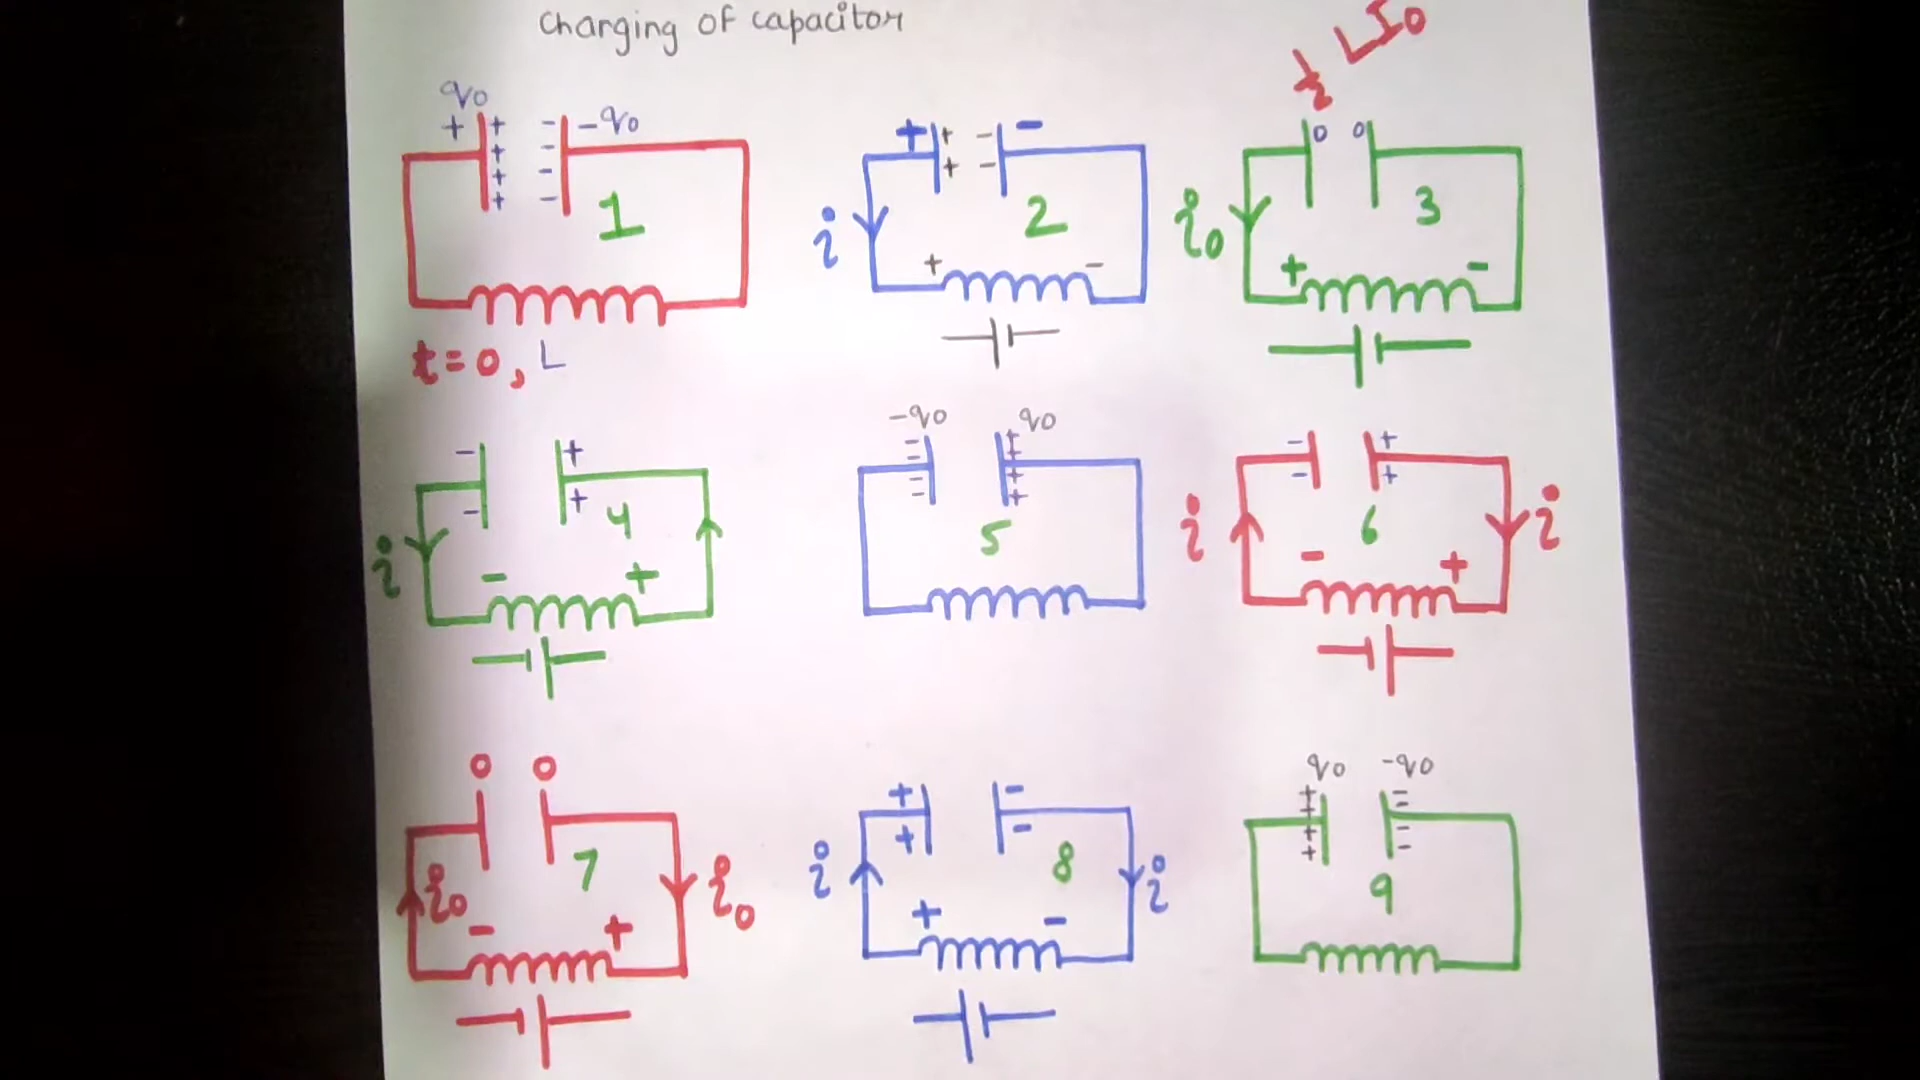 Charging of capacitor
½ LI₀
q₀
+ + - -q₀
+ -
+ -
+ -
1
t=0, L
+ + - -
+ -
i
2
+ -
0 0
i₀
3
+ -
- +
- +
i
4
- +
-q₀ q₀
- +
- +
- +
- +
5
- +
- +
i i
6
- +
0 0
7
i₀ i₀
- +
+ -
+ -
i i
8
+ -
q₀ -q₀
+ -
+ -
+ -
+ -
9